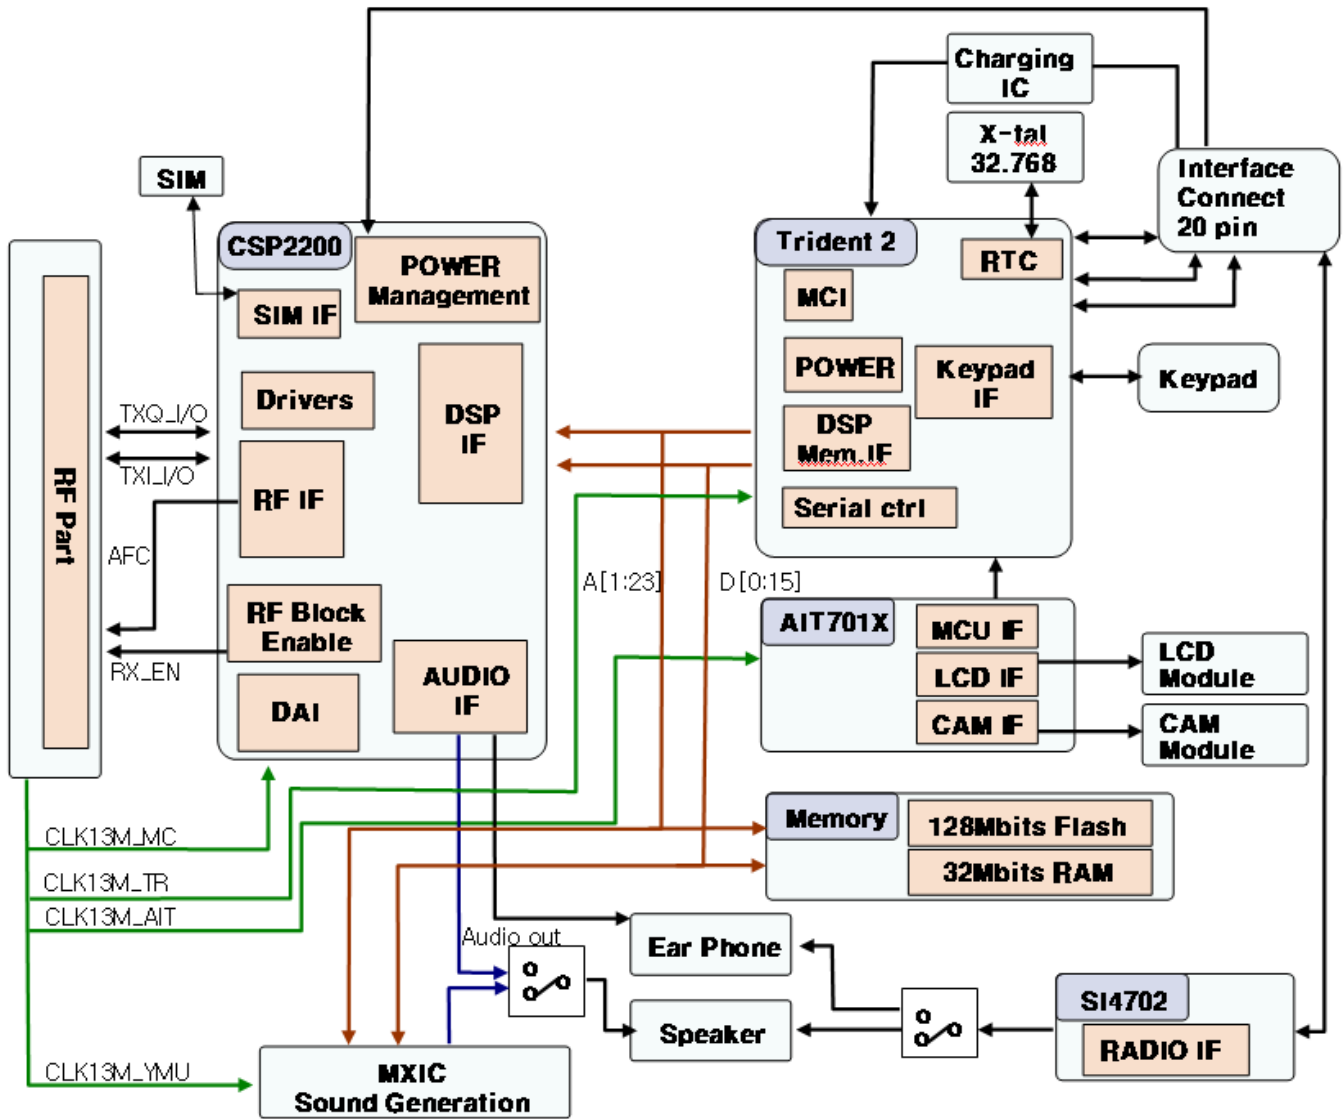 Charging
IC
X-tal
32.768
Interface
Connect
20 pin
SIM
CSP2200
POWER
Management
SIM IF
Drivers
DSP
IF
RF IF
RF Block
Enable
AUDIO
IF
DAI
RF Part
TXQ_I/O
TXI_I/O
AFC
RX_EN
Trident 2
RTC
MCI
POWER
Keypad
IF
DSP
Mem.IF
Serial ctrl
Keypad
A[1:23]
D[0:15]
AIT701X
MCU IF
LCD IF
CAM IF
LCD
Module
CAM
Module
Memory
128Mbits Flash
32Mbits RAM
CLK13M_MC
CLK13M_TR
CLK13M_AIT
CLK13M_YMU
Audio out
Ear Phone
Speaker
SI4702
RADIO IF
MXIC
Sound Generation